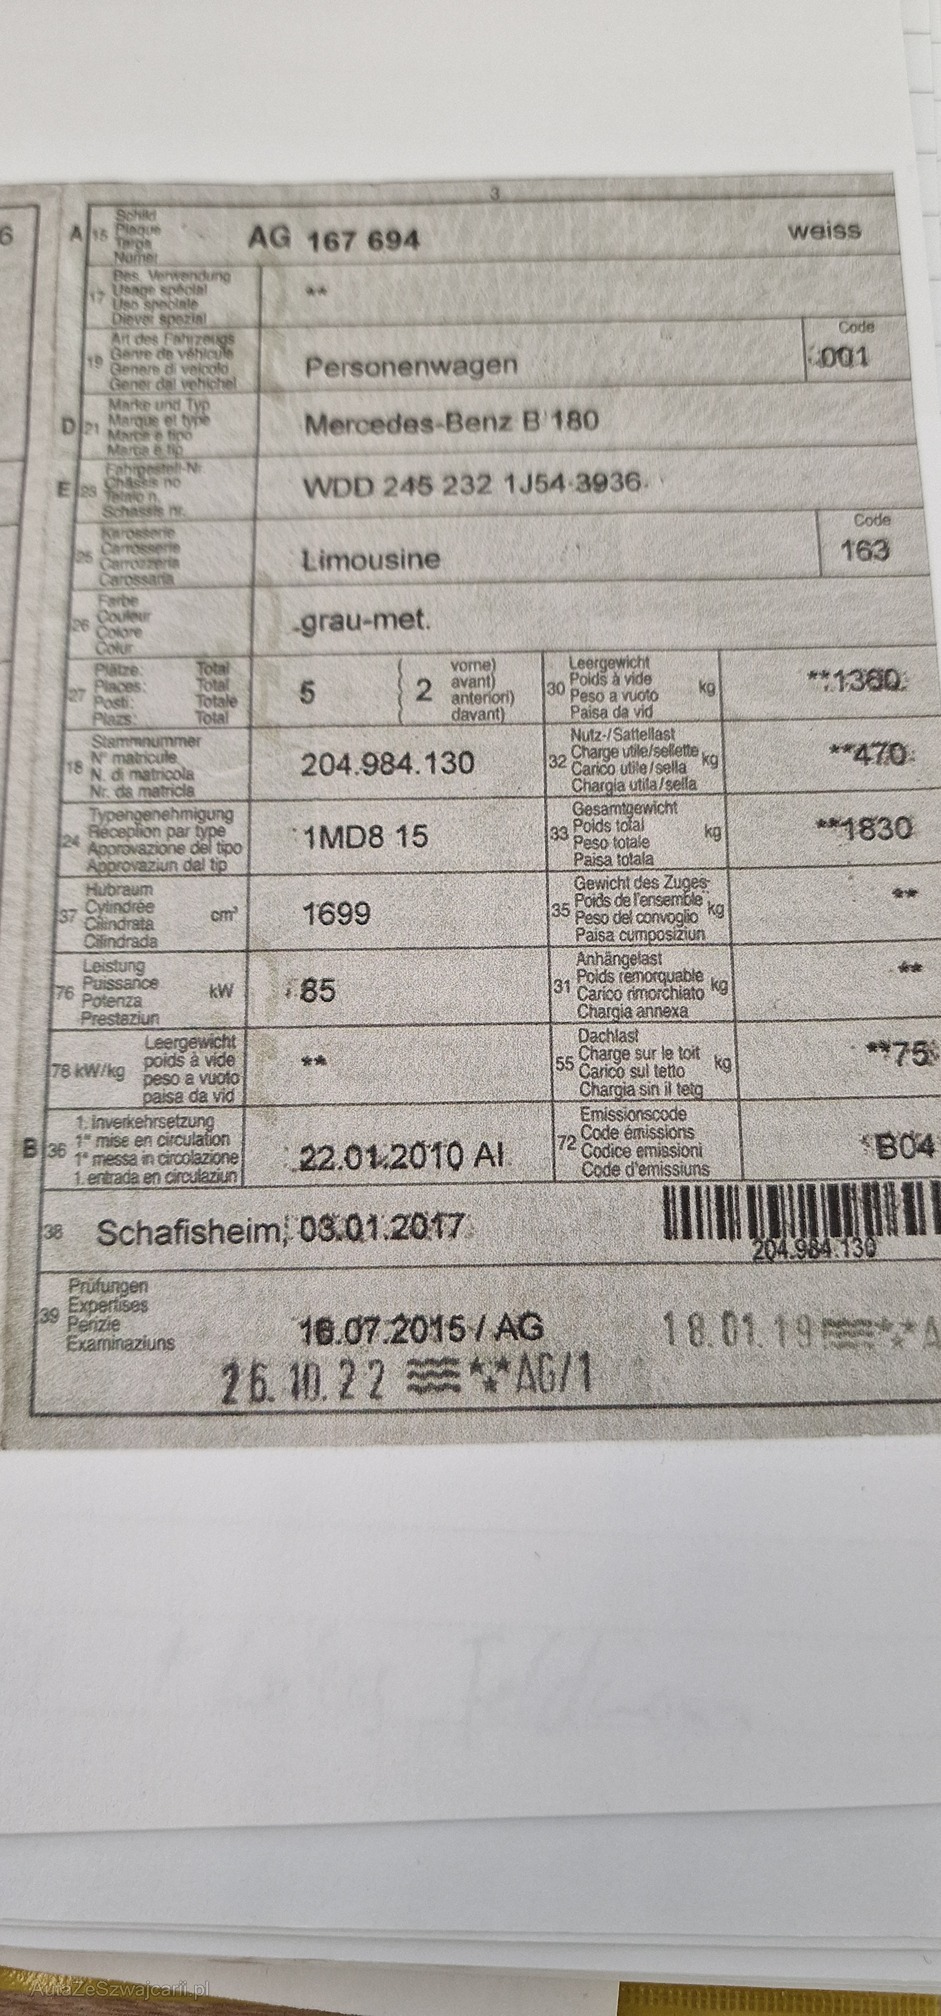 3
6
A 15 Schild
Plaque
Targa
Numer
AG 167 694
weiss
17 Bes. Verwendung
Usage spécial
Uso speciale
Diever spezial
**
19 Art des Fahrzeugs
Genre de véhicule
Genere di veicolo
Gener dal vehichel
Personenwagen
Code
001
D 21 Marke und Typ
Marque et type
Marca e tipo
Marca e tip
Mercedes-Benz B 180
E 23 Fahrgestell-Nr.
Châssis no
Telaio n.
Schassis nr.
WDD 245 232 1J54 3936
25 Karosserie
Carrosserie
Carrozzeria
Carossaria
Limousine
Code
163
26 Farbe
Couleur
Colore
Colur
grau-met.
27 Plätze: Total
Places: Total
Posti: Totale
Plazs: Total
5
( 2 vorne)
avant)
anteriori)
davant)
30 Leergewicht
Poids à vide
Peso a vuoto
Paisa da vid
kg
**1360
18 Stammnummer
N° matricule
N. di matricola
Nr. da matricla
204.984.130
32 Nutz-/Sattellast
Charge utile/sellette
Carico utile/sella
Chargia utila/sella
kg
**470
24 Typengenehmigung
Réception par type
Approvazione del tipo
Approvaziun dal tip
1MD8 15
33 Gesamtgewicht
Poids total
Peso totale
Paisa totala
kg
**1830
37 Hubraum
Cylindrée
Cilindrata
Cilindrada
cm³
1699
35 Gewicht des Zuges
Poids de l'ensemble
Peso del convoglio
Paisa cumposiziun
kg
**
76 Leistung
Puissance
Potenza
Prestaziun
kW
85
31 Anhängelast
Poids remorquable
Carico rimorchiato
Chargia annexa
kg
**
78 kW/kg
Leergewicht
poids à vide
peso a vuoto
paisa da vid
**
55 Dachlast
Charge sur le toit
Carico sul tetto
Chargia sin il tetg
kg
**75
B 36 1. Inverkehrsetzung
1re mise en circulation
1a messa in circolazione
1. entrada en circulaziun
22.01.2010 AI
72 Emissionscode
Code émissions
Codice emissioni
Code d'emissiuns
B04
38 Schafisheim, 03.01.2017
204.984.130
39 Prüfungen
Expertises
Perizie
Examinaziuns
16.07.2015 / AG
18.01.19 ** A
26.10.22 ** AG/1
AutaZeSzwajcarii.pl